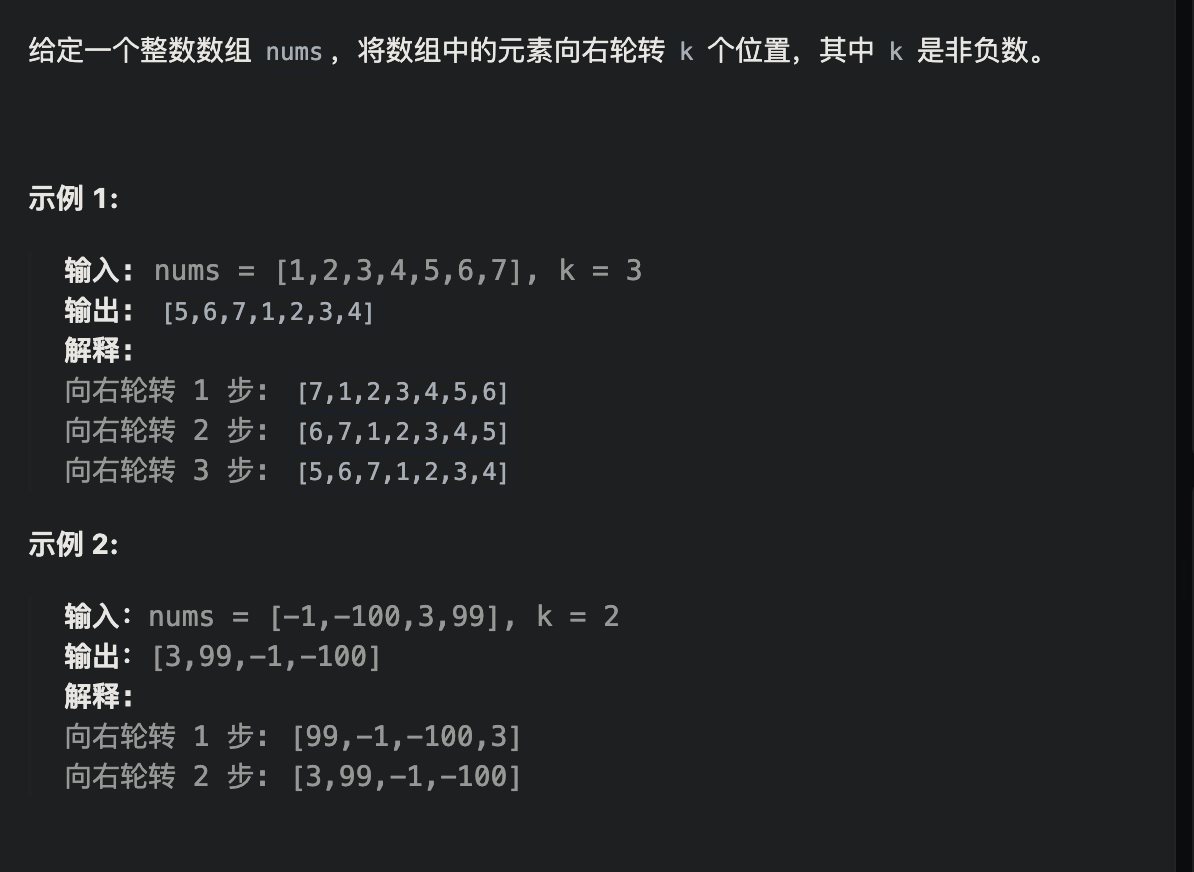 给定一个整数数组 nums，将数组中的元素向右轮转 k 个位置，其中 k 是非负数。
示例 1:
输入: nums = [1,2,3,4,5,6,7], k = 3
输出: [5,6,7,1,2,3,4]
解释:
向右轮转 1 步: [7,1,2,3,4,5,6]
向右轮转 2 步: [6,7,1,2,3,4,5]
向右轮转 3 步: [5,6,7,1,2,3,4]
示例 2:
输入：nums = [-1,-100,3,99], k = 2
输出：[3,99,-1,-100]
解释:
向右轮转 1 步: [99,-1,-100,3]
向右轮转 2 步: [3,99,-1,-100]